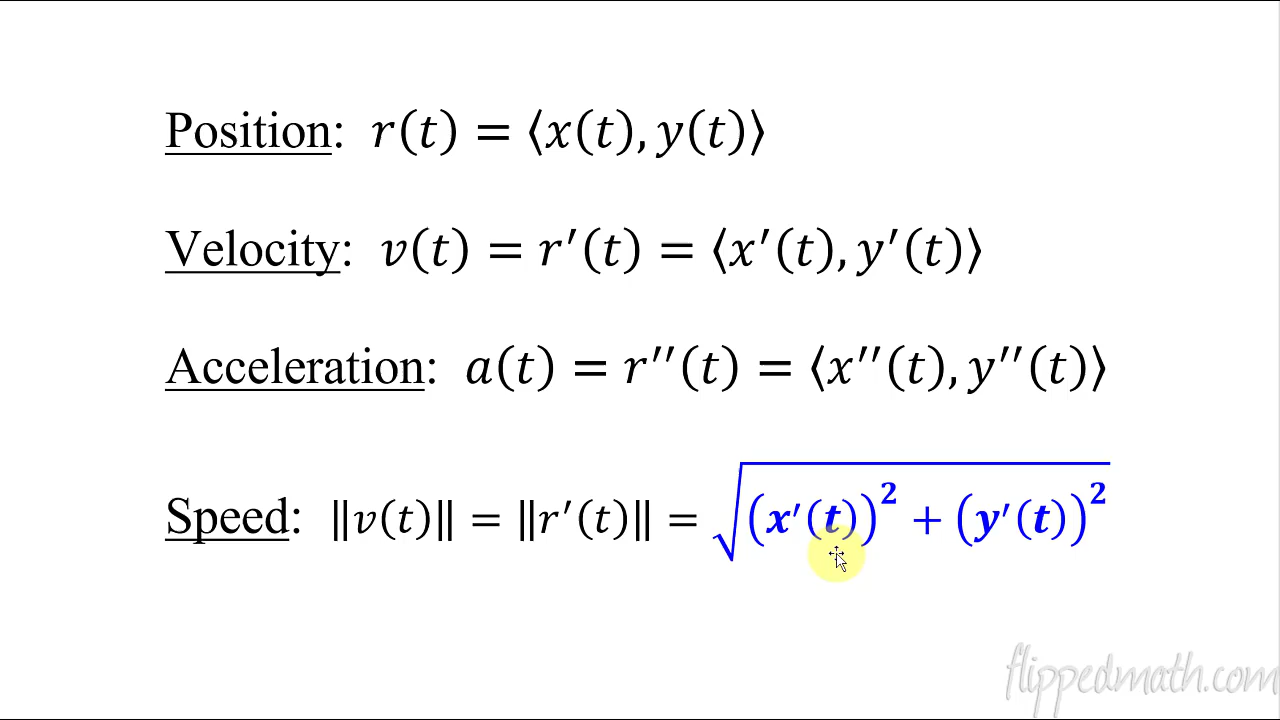 Position: r(t) = ⟨x(t), y(t)⟩
Velocity: v(t) = r′(t) = ⟨x′(t), y′(t)⟩
Acceleration: a(t) = r′′(t) = ⟨x′′(t), y′′(t)⟩
Speed: ‖v(t)‖ = ‖r′(t)‖ = √((x′(t))² + (y′(t))²)
flippedmath.com